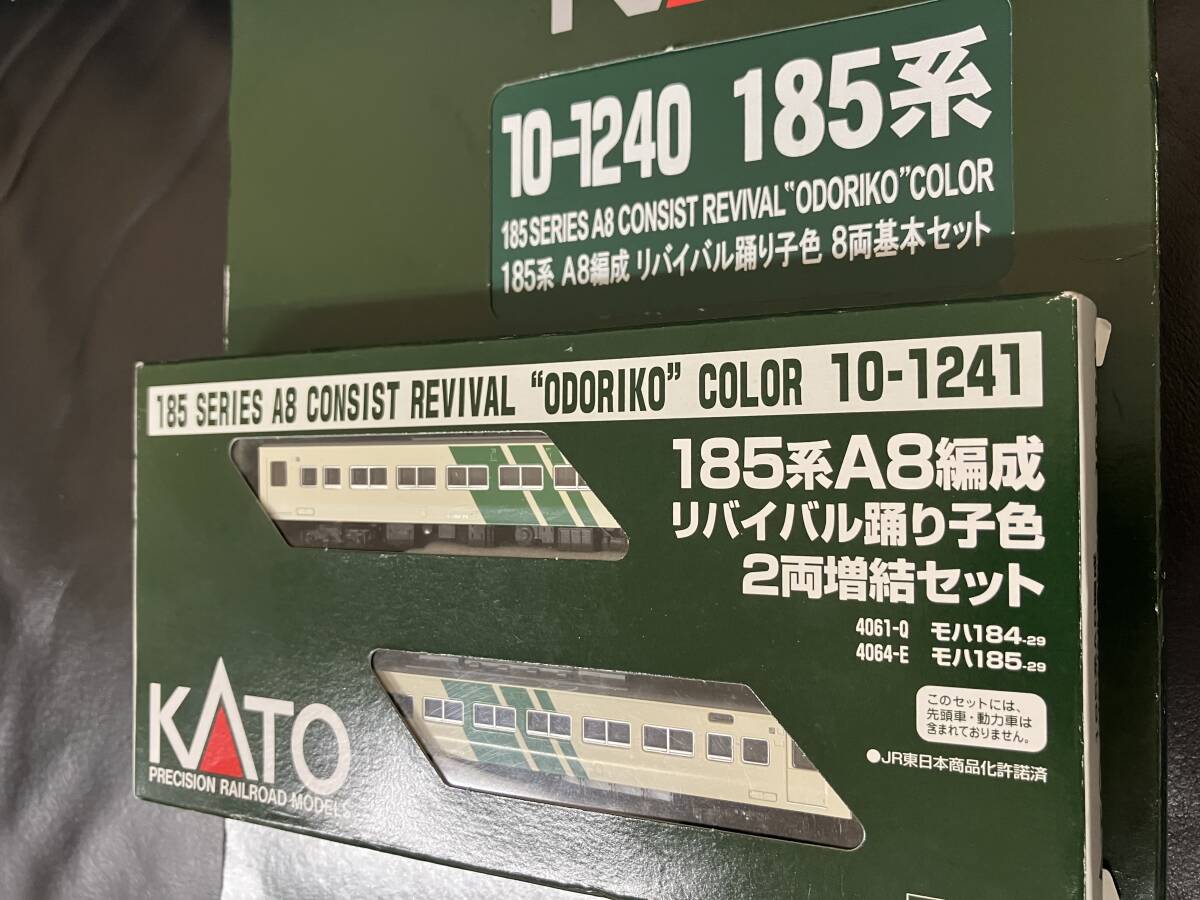 10-1240 185系
185 SERIES A8 CONSIST REVIVAL "ODORIKO" COLOR
185系 A8編成 リバイバル踊り子色 8両基本セット
185 SERIES A8 CONSIST REVIVAL "ODORIKO" COLOR 10-1241
185系A8編成
リバイバル踊り子色
2両増結セット
4061-Q モハ184-29
4064-E モハ185-29
このセットには、
先頭車・動力車は
含まれておりません。
●JR東日本商品化許諾済
KATO
PRECISION RAILROAD MODELS